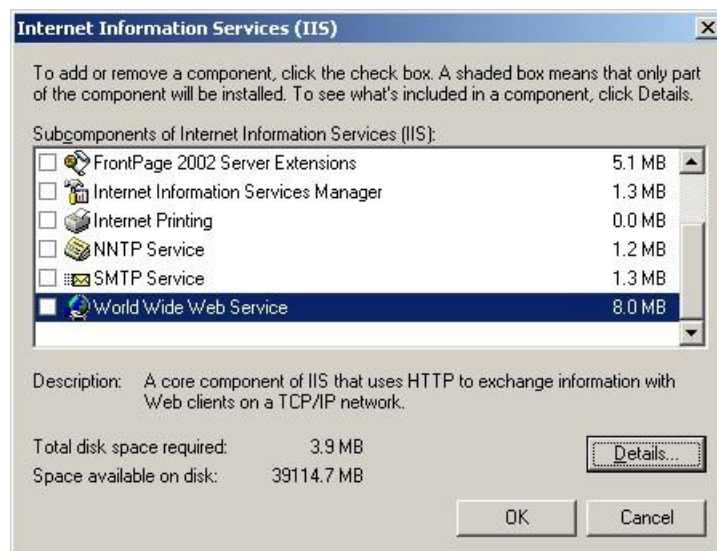 Internet Information Services (IIS)
To add or remove a component, click the check box. A shaded box means that only part
of the component will be installed. To see what's included in a component, click Details.
Subcomponents of Internet Information Services (IIS):
FrontPage 2002 Server Extensions 5.1 MB
Internet Information Services Manager 1.3 MB
Internet Printing 0.0 MB
NNTP Service 1.2 MB
SMTP Service 1.3 MB
World Wide Web Service 8.0 MB
Description: A core component of IIS that uses HTTP to exchange information with
Web clients on a TCP/IP network.
Total disk space required: 3.9 MB
Space available on disk: 39114.7 MB
Details...
OK Cancel